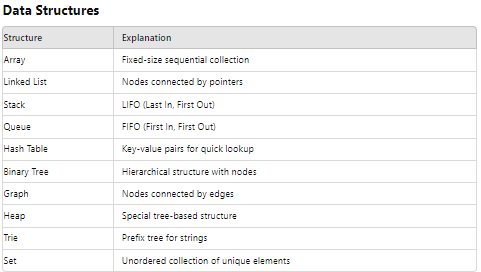 Data Structures
Structure Explanation
Array Fixed-size sequential collection
Linked List Nodes connected by pointers
Stack LIFO (Last In, First Out)
Queue FIFO (First In, First Out)
Hash Table Key-value pairs for quick lookup
Binary Tree Hierarchical structure with nodes
Graph Nodes connected by edges
Heap Special tree-based structure
Trie Prefix tree for strings
Set Unordered collection of unique elements